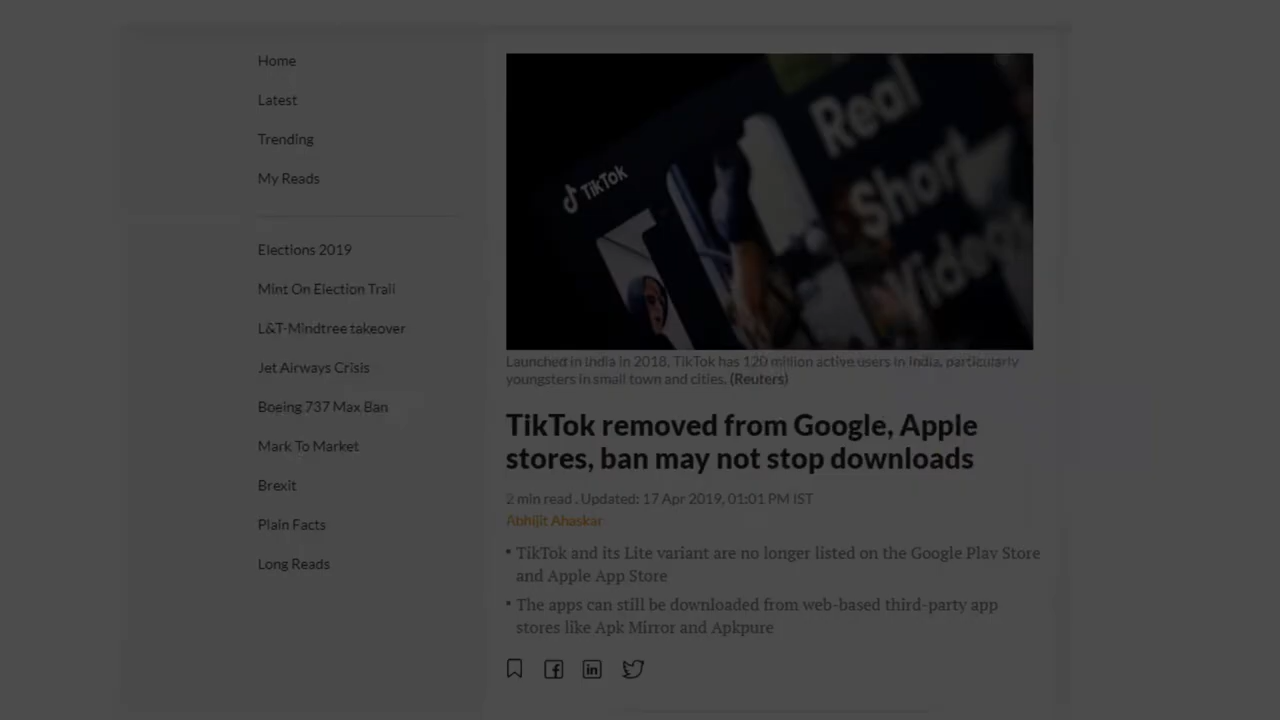 Home
Latest
Trending
My Reads
Elections 2019
Mint On Election Trail
L&T-Mindtree takeover
Jet Airways Crisis
Boeing 737 Max Ban
Mark To Market
Brexit
Plain Facts
Long Reads
TikTok
Real
Short
Videos
Launched in India in 2018, TikTok has 120 million active users in India, particularly
youngsters in small town and cities. (Reuters)
TikTok removed from Google, Apple
stores, ban may not stop downloads
2 min read . Updated: 17 Apr 2019, 01:01 PM IST
Abhijit Ahaskar
• TikTok and its Lite variant are no longer listed on the Google Play Store
and Apple App Store
• The apps can still be downloaded from web-based third-party app
stores like Apk Mirror and Apkpure